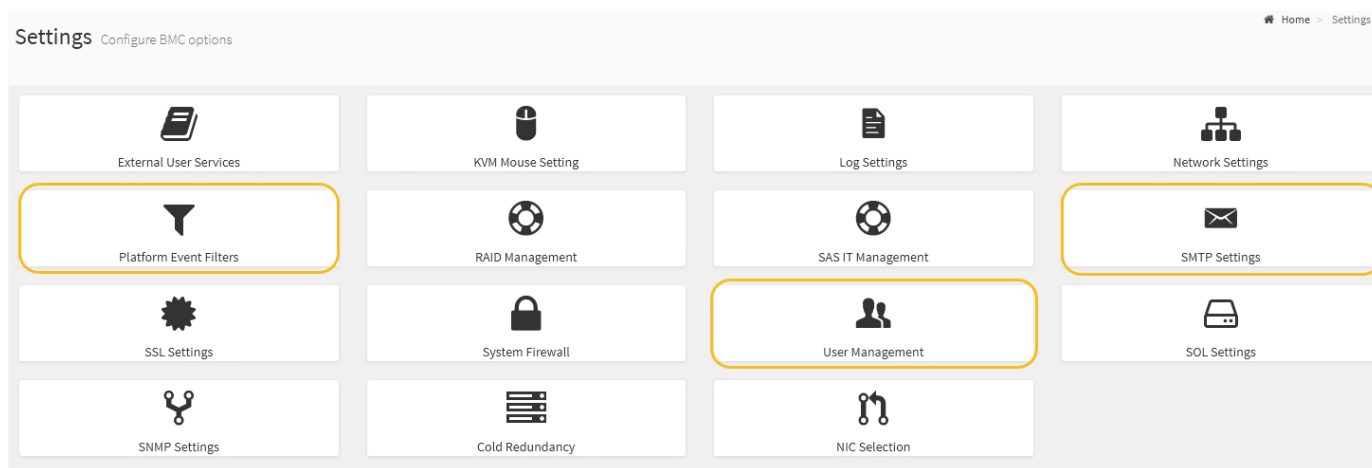 Home > Settings
Settings Configure BMC options
External User Services
KVM Mouse Setting
Log Settings
Network Settings
Platform Event Filters
RAID Management
SAS IT Management
SMTP Settings
SSL Settings
System Firewall
User Management
SOL Settings
SNMP Settings
Cold Redundancy
NIC Selection